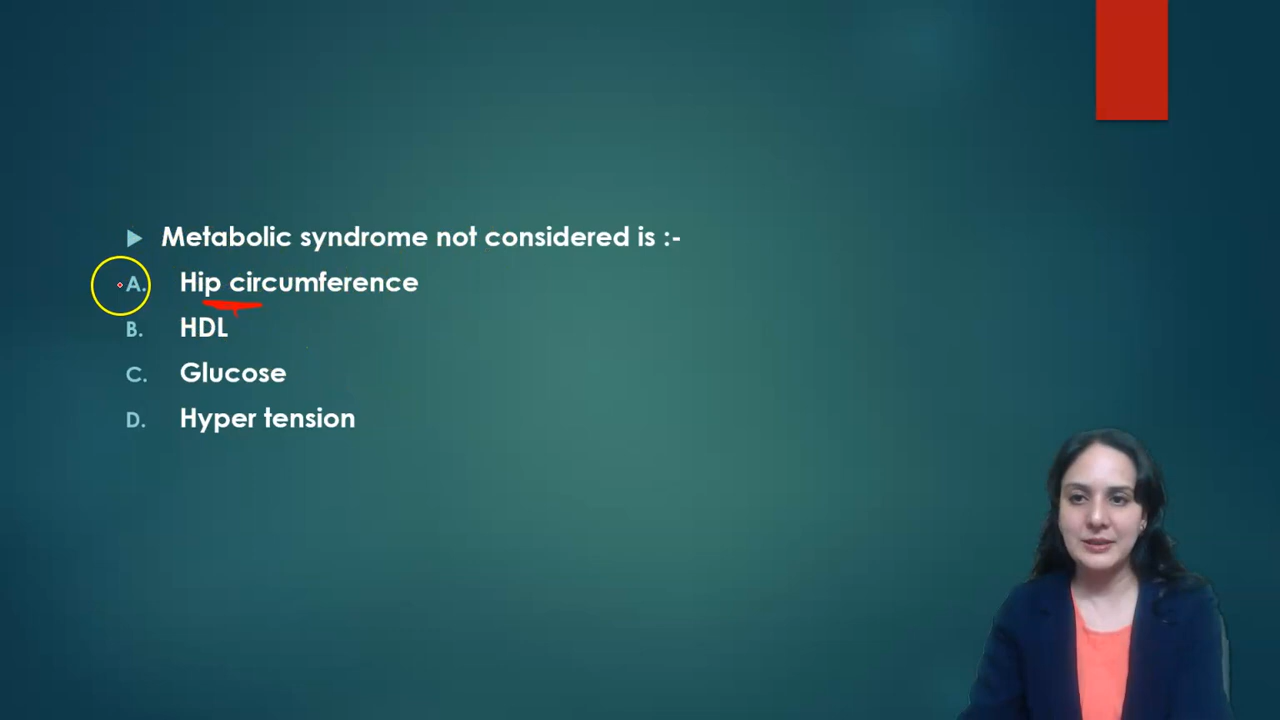 Metabolic syndrome not considered is :-
A. Hip circumference
B. HDL
C. Glucose
D. Hyper tension